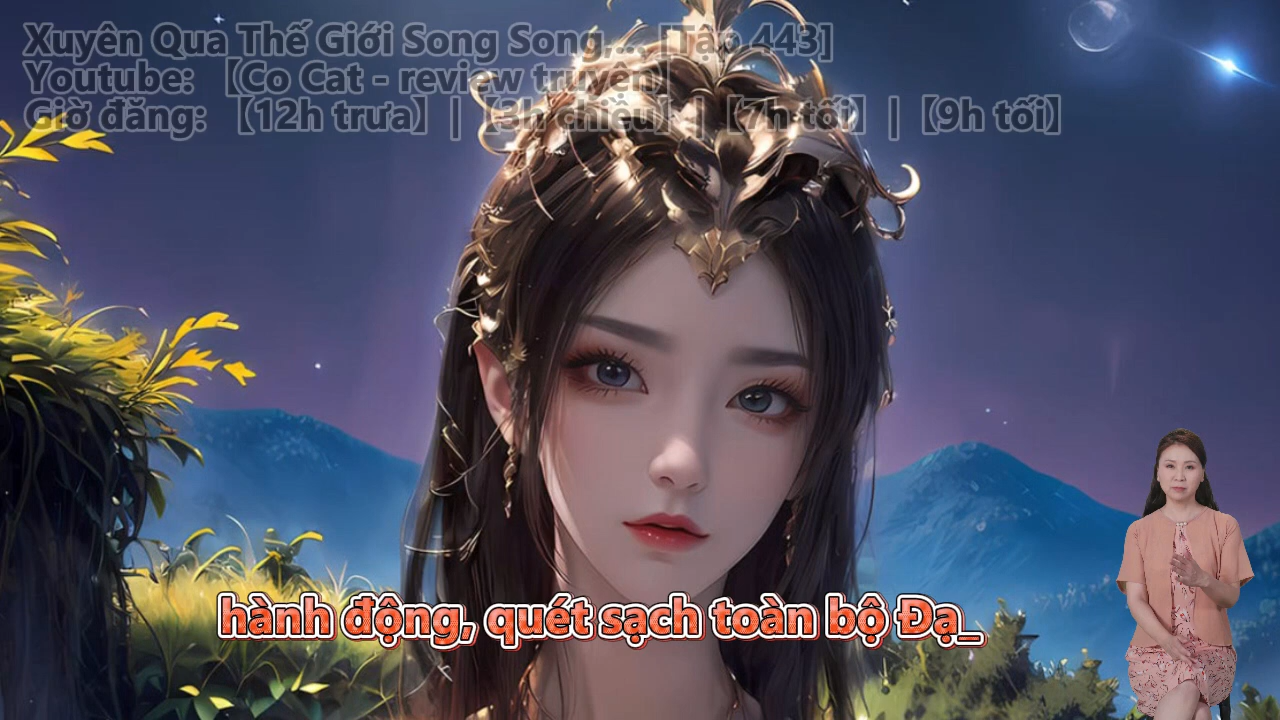 Xuyên Qua Thế Giới Song Song,... [Tập 443]
Youtube: 【Co Cat - review truyện】
Giờ đăng: 【12h trưa】 | 【3h chiều】 | 【7h tối】 | 【9h tối】
hành động, quét sạch toàn bộ Đạ_